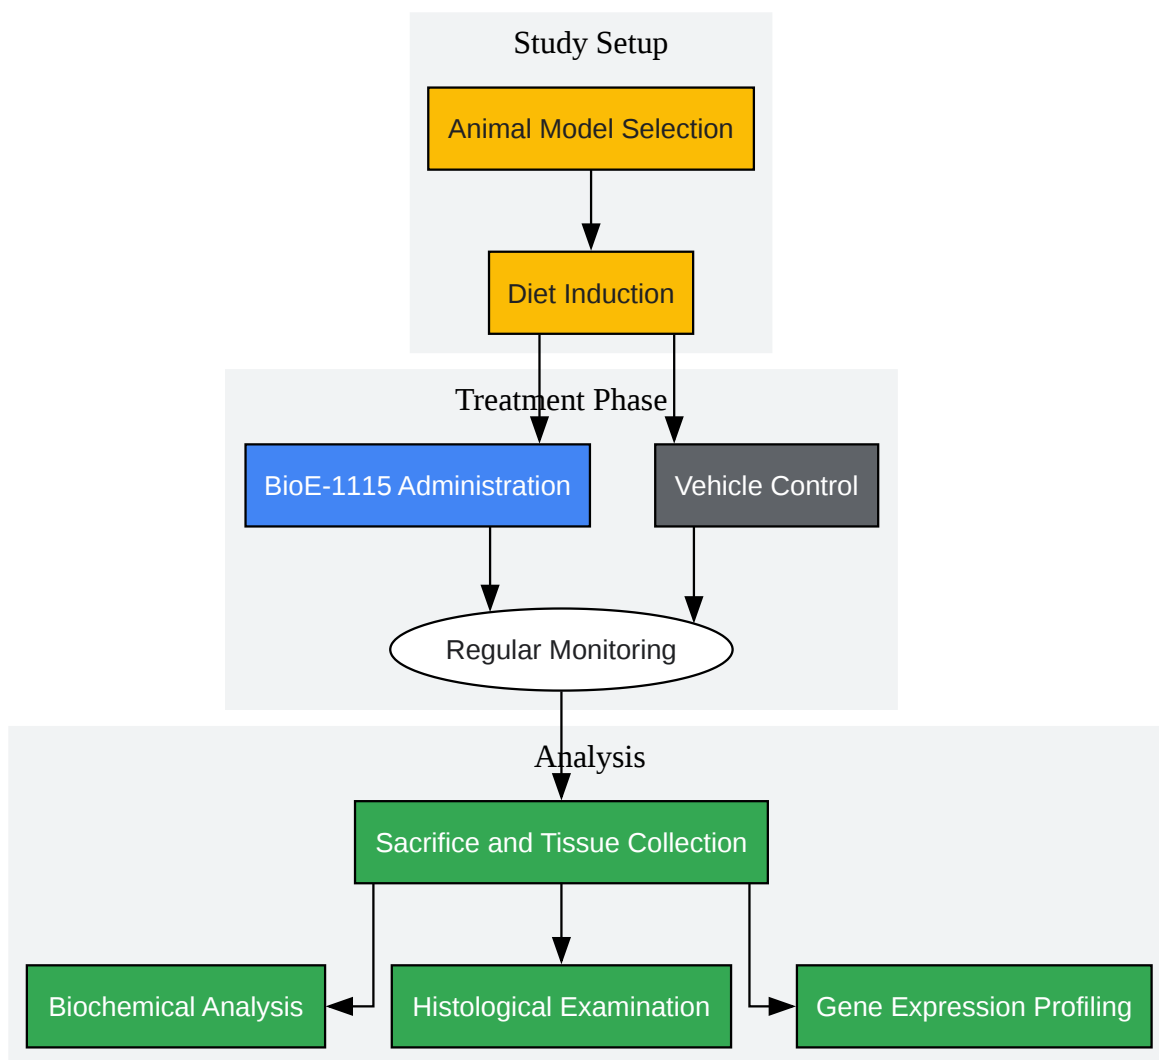 Study Setup
Animal Model Selection
Diet Induction
Treatment Phase
BioE-1115 Administration
Vehicle Control
Regular Monitoring
Analysis
Sacrifice and Tissue Collection
Biochemical Analysis
Histological Examination
Gene Expression Profiling